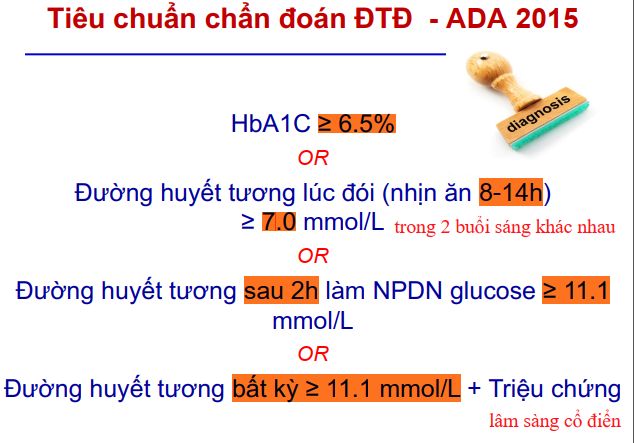 Tiêu chuẩn chẩn đoán ĐTĐ - ADA 2015
diagnosis
HbA1C ≥ 6.5%
OR
Đường huyết tương lúc đói (nhịn ăn 8-14h)
≥ 7.0 mmol/L trong 2 buổi sáng khác nhau
OR
Đường huyết tương sau 2h làm NPDN glucose ≥ 11.1
mmol/L
OR
Đường huyết tương bất kỳ ≥ 11.1 mmol/L + Triệu chứng
lâm sàng cổ điển